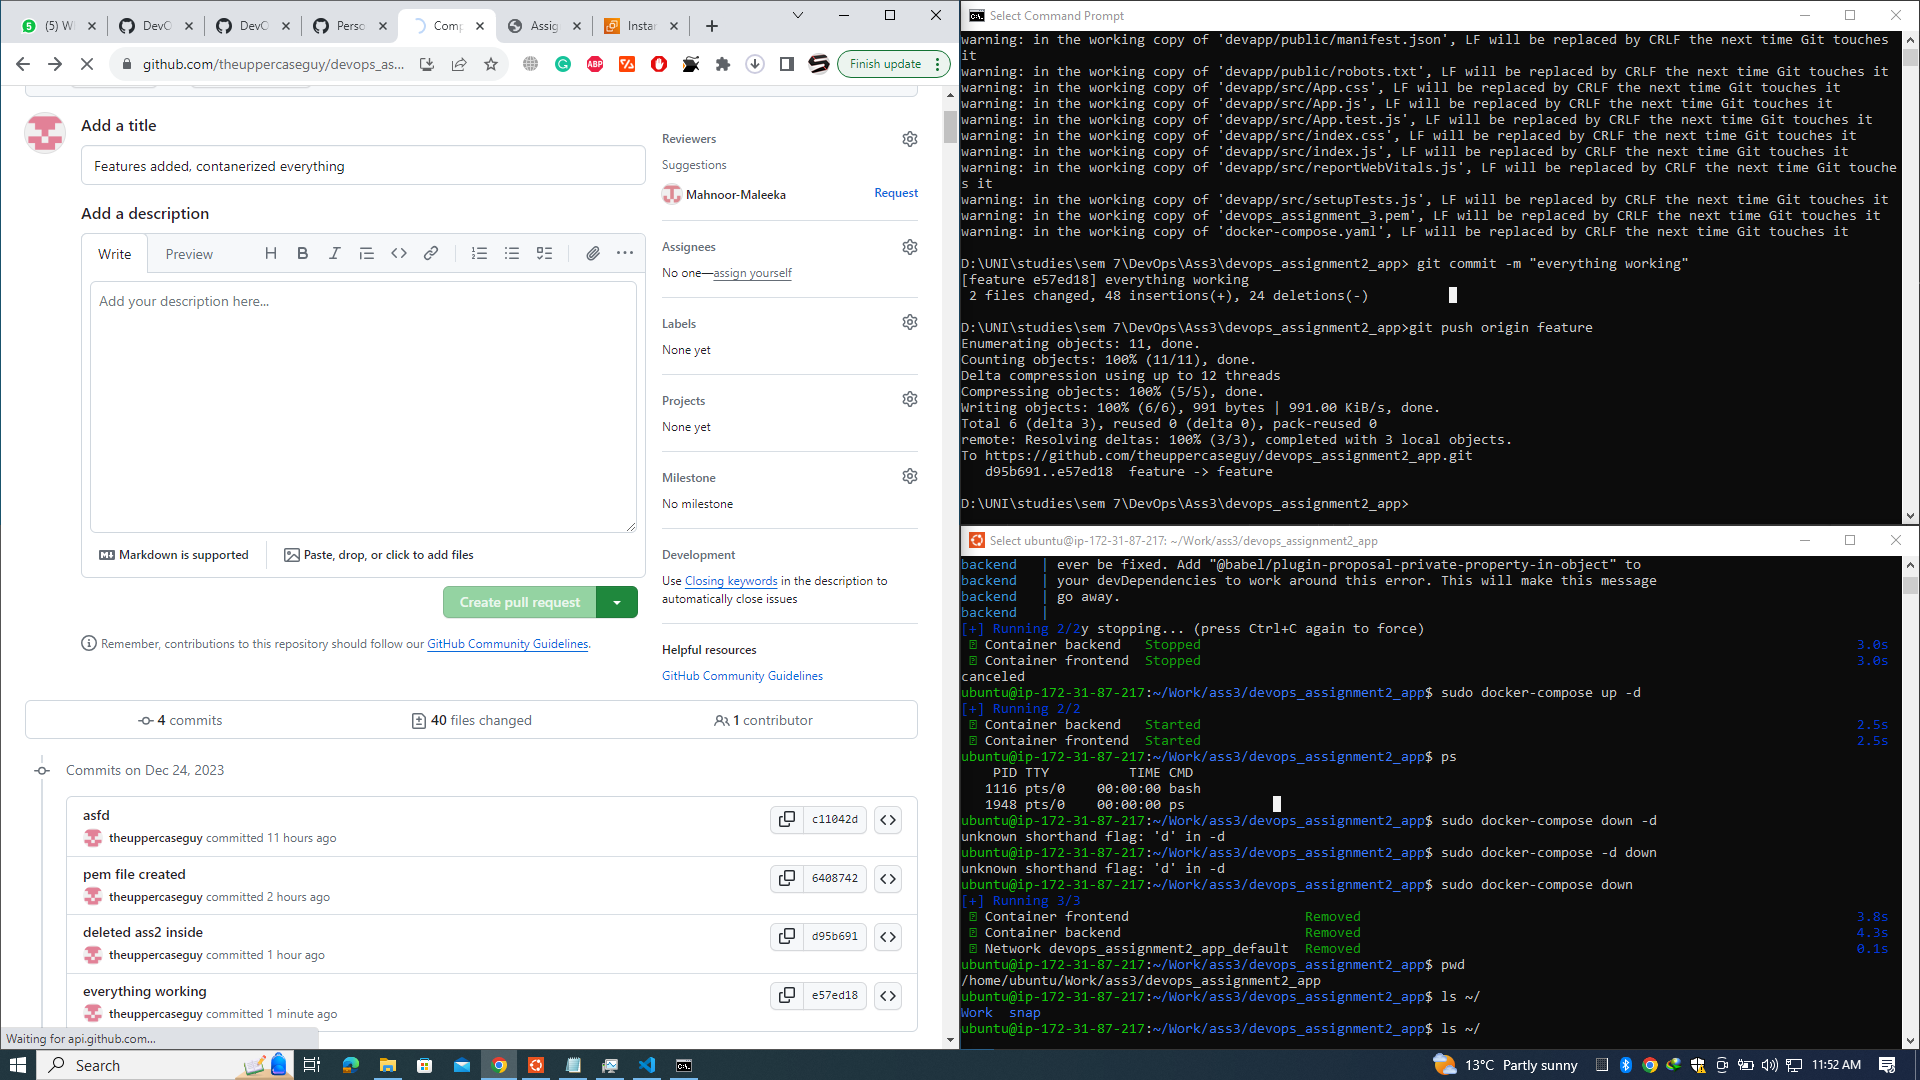 (5) W
DevO
DevO
Perso
Comp
Assig
Instar
github.com/theuppercaseguy/devops_as...
ABP
Finish update
Add a title
Features added, contanerized everything
Add a description
Write
Preview
Add your description here...
Markdown is supported
Paste, drop, or click to add files
Create pull request
Remember, contributions to this repository should follow our GitHub Community Guidelines.
Reviewers
Suggestions
Mahnoor-Maleeka
Request
Assignees
No one—assign yourself
Labels
None yet
Projects
None yet
Milestone
No milestone
Development
Use Closing keywords in the description to
automatically close issues
Helpful resources
GitHub Community Guidelines
4 commits
40 files changed
1 contributor
Commits on Dec 24, 2023
asfd
theuppercaseguy committed 11 hours ago
c11042d
pem file created
theuppercaseguy committed 2 hours ago
6408742
deleted ass2 inside
theuppercaseguy committed 1 hour ago
d95b691
everything working
theuppercaseguy committed 1 minute ago
e57ed18
Waiting for api.github.com...
Select Command Prompt
warning: in the working copy of 'devapp/public/manifest.json', LF will be replaced by CRLF the next time Git touches
it
warning: in the working copy of 'devapp/public/robots.txt', LF will be replaced by CRLF the next time Git touches it
warning: in the working copy of 'devapp/src/App.css', LF will be replaced by CRLF the next time Git touches it
warning: in the working copy of 'devapp/src/App.js', LF will be replaced by CRLF the next time Git touches it
warning: in the working copy of 'devapp/src/App.test.js', LF will be replaced by CRLF the next time Git touches it
warning: in the working copy of 'devapp/src/index.css', LF will be replaced by CRLF the next time Git touches it
warning: in the working copy of 'devapp/src/index.js', LF will be replaced by CRLF the next time Git touches it
warning: in the working copy of 'devapp/src/reportWebVitals.js', LF will be replaced by CRLF the next time Git touche
s it
warning: in the working copy of 'devapp/src/setupTests.js', LF will be replaced by CRLF the next time Git touches it
warning: in the working copy of 'devops_assignment_3.pem', LF will be replaced by CRLF the next time Git touches it
warning: in the working copy of 'docker-compose.yaml', LF will be replaced by CRLF the next time Git touches it
D:\UNI\studies\sem 7\DevOps\Ass3\devops_assignment2_app> git commit -m "everything working"
[feature e57ed18] everything working
2 files changed, 48 insertions(+), 24 deletions(-)
D:\UNI\studies\sem 7\DevOps\Ass3\devops_assignment2_app>git push origin feature
Enumerating objects: 11, done.
Counting objects: 100% (11/11), done.
Delta compression using up to 12 threads
Compressing objects: 100% (5/5), done.
Writing objects: 100% (6/6), 991 bytes | 991.00 KiB/s, done.
Total 6 (delta 3), reused 0 (delta 0), pack-reused 0
remote: Resolving deltas: 100% (3/3), completed with 3 local objects.
To https://github.com/theuppercaseguy/devops_assignment2_app.git
d95b691..e57ed18 feature -> feature
D:\UNI\studies\sem 7\DevOps\Ass3\devops_assignment2_app>
Select ubuntu@ip-172-31-87-217: ~/Work/ass3/devops_assignment2_app
backend | ever be fixed. Add "@babel/plugin-proposal-private-property-in-object" to
backend | your devDependencies to work around this error. This will make this message
backend | go away.
backend |
[+] Running 2/2y stopping... (press Ctrl+C again to force)
Container backend Stopped 3.0s
Container frontend Stopped 3.0s
canceled
ubuntu@ip-172-31-87-217:~/Work/ass3/devops_assignment2_app$ sudo docker-compose up -d
[+] Running 2/2
Container backend Started 2.5s
Container frontend Started 2.5s
ubuntu@ip-172-31-87-217:~/Work/ass3/devops_assignment2_app$ ps
PID TTY TIME CMD
1116 pts/0 00:00:00 bash
1948 pts/0 00:00:00 ps
ubuntu@ip-172-31-87-217:~/Work/ass3/devops_assignment2_app$ sudo docker-compose down -d
unknown shorthand flag: 'd' in -d
ubuntu@ip-172-31-87-217:~/Work/ass3/devops_assignment2_app$ sudo docker-compose -d down
unknown shorthand flag: 'd' in -d
ubuntu@ip-172-31-87-217:~/Work/ass3/devops_assignment2_app$ sudo docker-compose down
[+] Running 3/3
Container frontend Removed 3.8s
Container backend Removed 4.3s
Network devops_assignment2_app_default Removed 0.1s
ubuntu@ip-172-31-87-217:~/Work/ass3/devops_assignment2_app$ pwd
/home/ubuntu/Work/ass3/devops_assignment2_app
ubuntu@ip-172-31-87-217:~/Work/ass3/devops_assignment2_app$ ls ~/
Work snap
ubuntu@ip-172-31-87-217:~/Work/ass3/devops_assignment2_app$ ls ~/
Search
13°C Partly sunny
11:52 AM